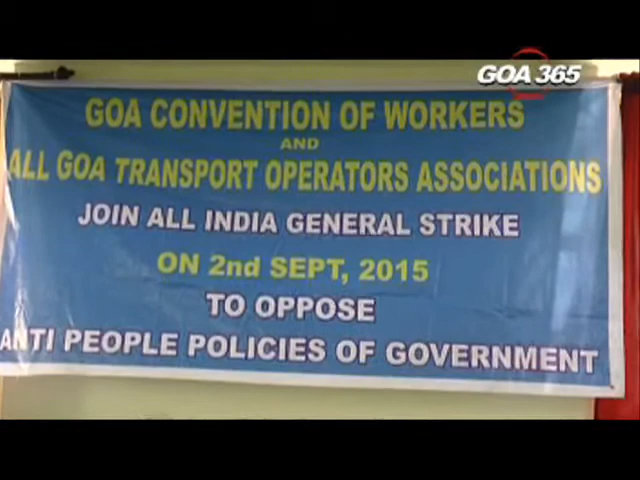 GOA 365
GOA CONVENTION OF WORKERS
AND
ALL GOA TRANSPORT OPERATORS ASSOCIATIONS
JOIN ALL INDIA GENERAL STRIKE
ON 2nd SEPT, 2015
TO OPPOSE
ANTI PEOPLE POLICIES OF GOVERNMENT